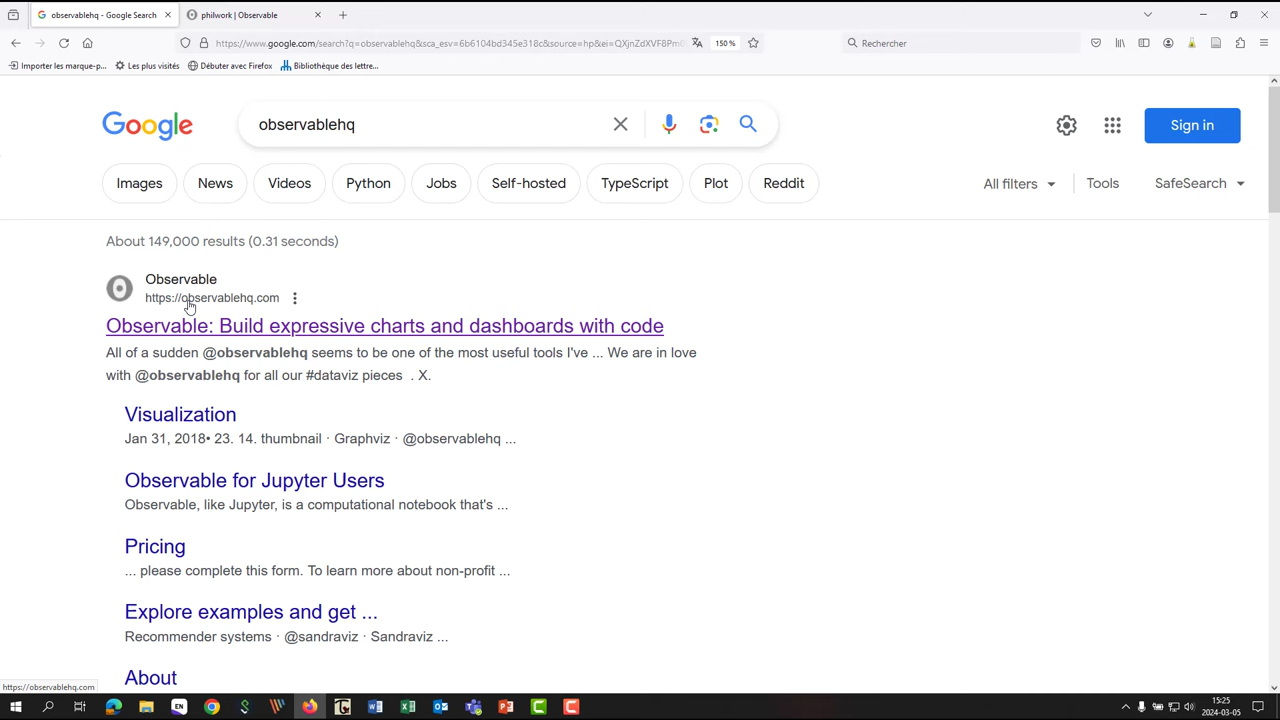 observablehq - Google Search
philwork | Observable
https://www.google.com/search?q=observablehq&sca_esv=6b6104bd345e318c&source=hp&ei=QXjnZdXVF8Pm0
150 %
Rechercher
Importer les marque-p...
Les plus visités
Débuter avec Firefox
Bibliothèque des lettre...
Google
observablehq
Sign in
Images
News
Videos
Python
Jobs
Self-hosted
TypeScript
Plot
Reddit
All filters
Tools
SafeSearch
About 149,000 results (0.31 seconds)
Observable
https://observablehq.com
Observable: Build expressive charts and dashboards with code
All of a sudden @observablehq seems to be one of the most useful tools I've ... We are in love
with @observablehq for all our #dataviz pieces . X.
Visualization
Jan 31, 2018• 23. 14. thumbnail · Graphviz · @observablehq ...
Observable for Jupyter Users
Observable, like Jupyter, is a computational notebook that's ...
Pricing
... please complete this form. To learn more about non-profit ...
Explore examples and get ...
Recommender systems · @sandraviz · Sandraviz ...
About
https://observablehq.com
15:25
2024-03-05